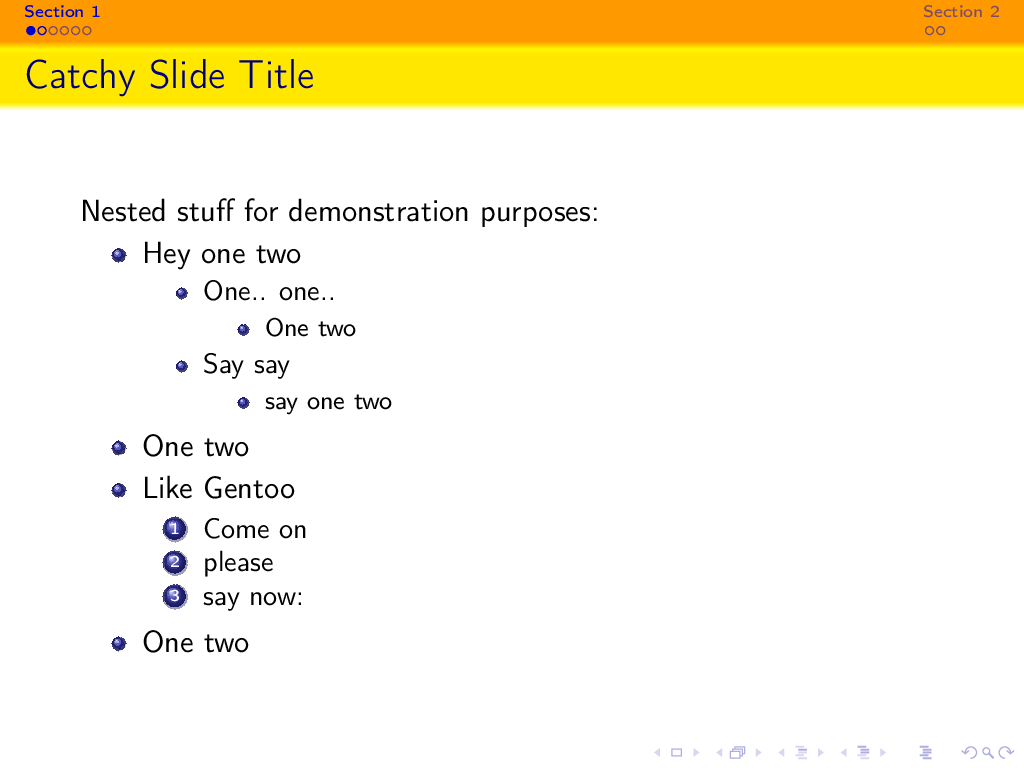 Section 1
Section 2
Catchy Slide Title
Nested stuff for demonstration purposes:
Hey one two
One.. one..
One two
Say say
say one two
One two
Like Gentoo
1 Come on
2 please
3 say now:
One two